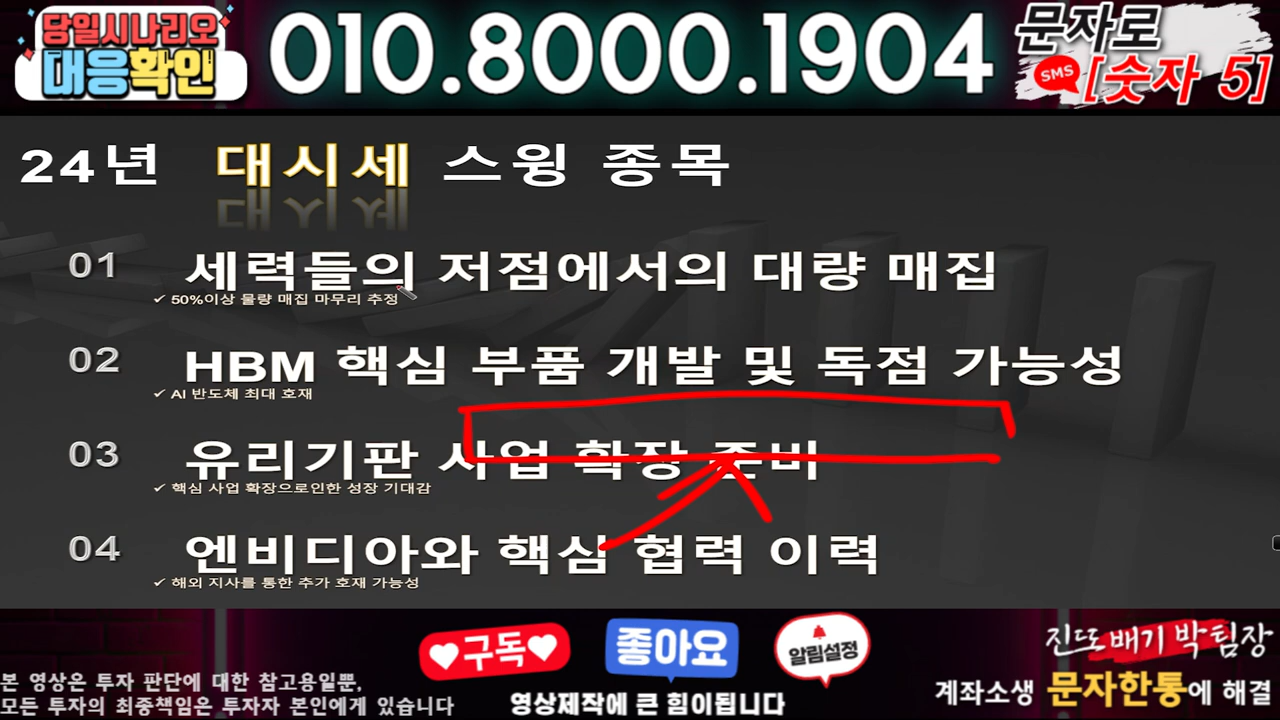 당일시나리오
대응확인
010.8000.1904
문자로
SMS [숫자 5]
24년 대시세 스윙 종목
01 세력들의 저점에서의 대량 매집
✓ 50%이상 물량 매집 마무리 추정
02 HBM 핵심 부품 개발 및 독점 가능성
✓ AI 반도체 최대 호재
03 유리기판 사업 확장 준비
✓ 핵심 사업 확장으로인한 성장 기대감
04 엔비디아와 핵심 협력 이력
✓ 해외 지사를 통한 추가 호재 가능성
구독
좋아요
알림설정
영상제작에 큰 힘이됩니다
본 영상은 투자 판단에 대한 참고용일뿐,
모든 투자의 최종책임은 투자자 본인에게 있습니다
진또배기 박팀장
계좌소생 문자한통에 해결